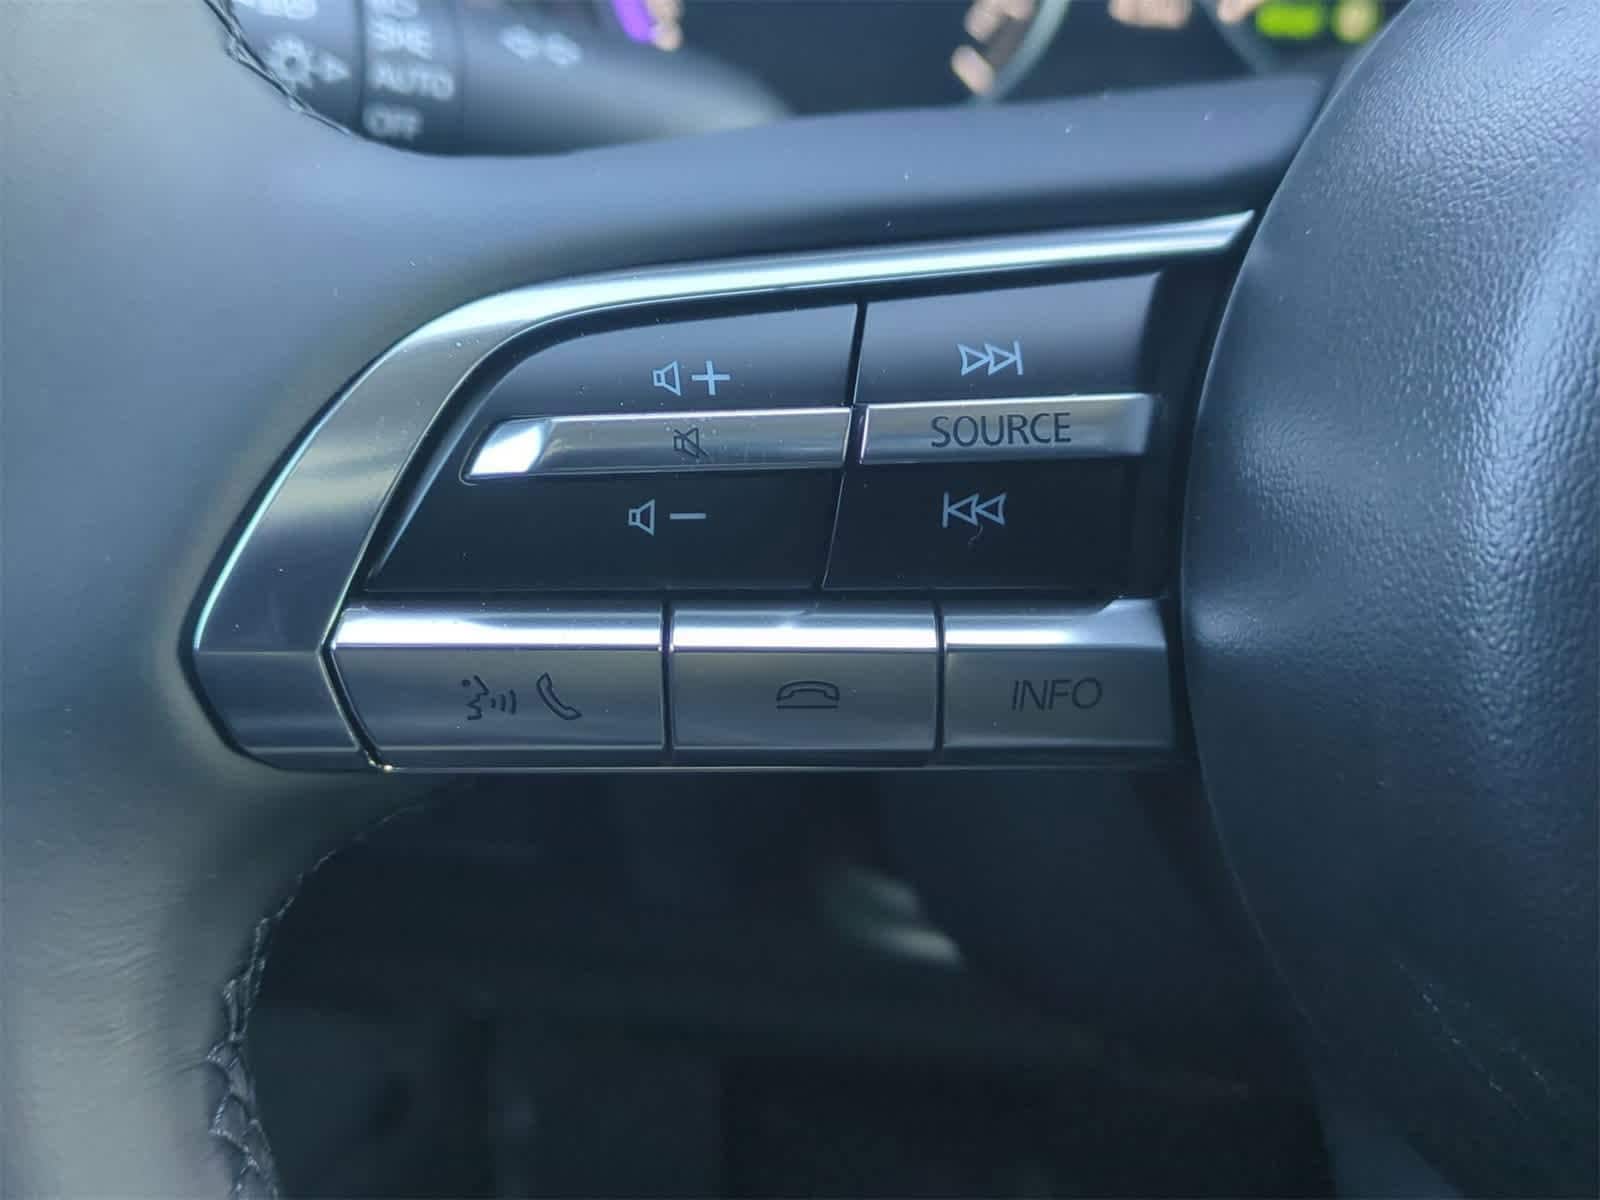 AUTO
OFF
+
SOURCE
−
INFO